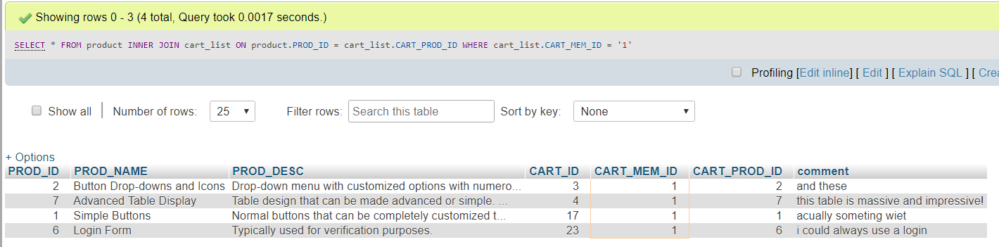 Showing rows 0 - 3 (4 total, Query took 0.0017 seconds.)
SELECT * FROM product INNER JOIN cart_list ON product.PROD_ID = cart_list.CART_PROD_ID WHERE cart_list.CART_MEM_ID = '1'
Profiling [Edit inline] [ Edit ] [ Explain SQL ] [ Crea
Show all Number of rows: 25 Filter rows: Search this table Sort by key: None
+ Options
PROD_ID PROD_NAME PROD_DESC CART_ID CART_MEM_ID CART_PROD_ID comment
2 Button Drop-downs and Icons Drop-down menu with customized options with numero... 3 1 2 and these
7 Advanced Table Display Table design that can be made advanced or simple. ... 4 1 7 this table is massive and impressive!
1 Simple Buttons Normal buttons that can be completely customized t... 17 1 1 acually someting wiet
6 Login Form Typically used for verification purposes. 23 1 6 i could always use a login